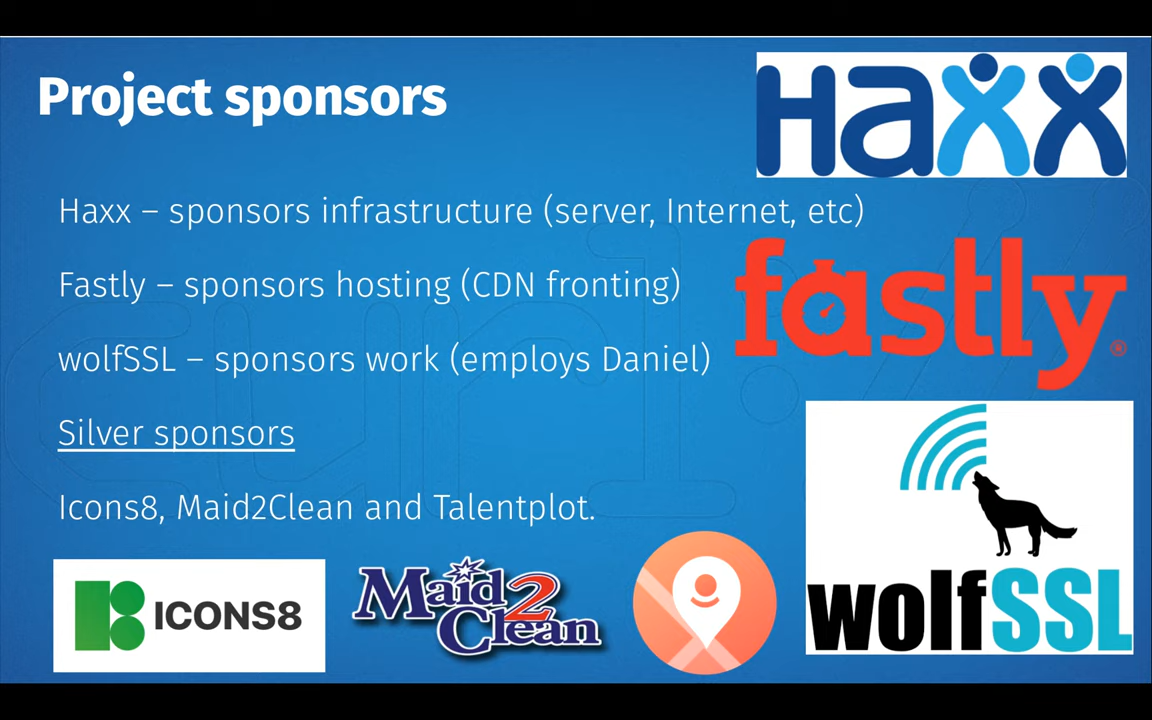 Project sponsors
Haxx
Haxx – sponsors infrastructure (server, Internet, etc)
fastly®
Fastly – sponsors hosting (CDN fronting)
wolfSSL – sponsors work (employs Daniel)
Silver sponsors
Icons8, Maid2Clean and Talentplot.
wolfSSL
ICONS8
Maid2Clean
curl://